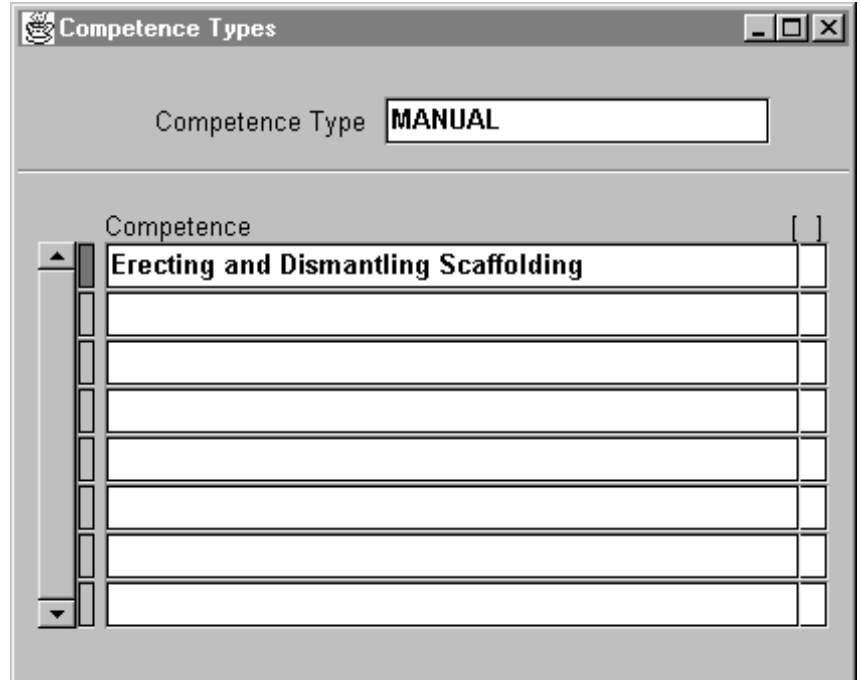 Competence Types
Competence Type MANUAL
Competence [ ]
Erecting and Dismantling Scaffolding